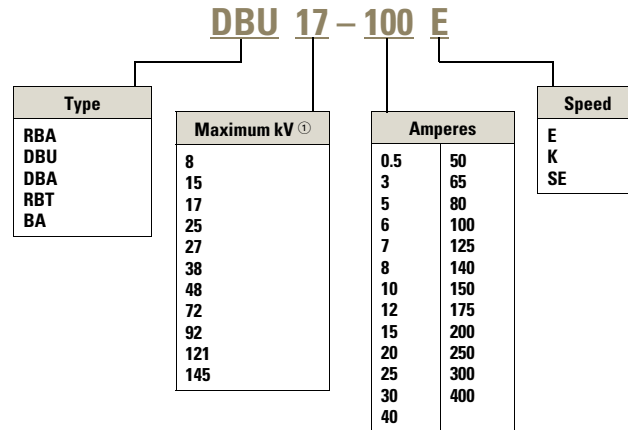 DBU 17 – 100 E
Type
RBA
DBU
DBA
RBT
BA
Maximum kV ①
8
15
17
25
27
38
48
72
92
121
145
Amperes
0.5
3
5
6
7
8
10
12
15
20
25
30
40
50
65
80
100
125
140
150
175
200
250
300
400
Speed
E
K
SE